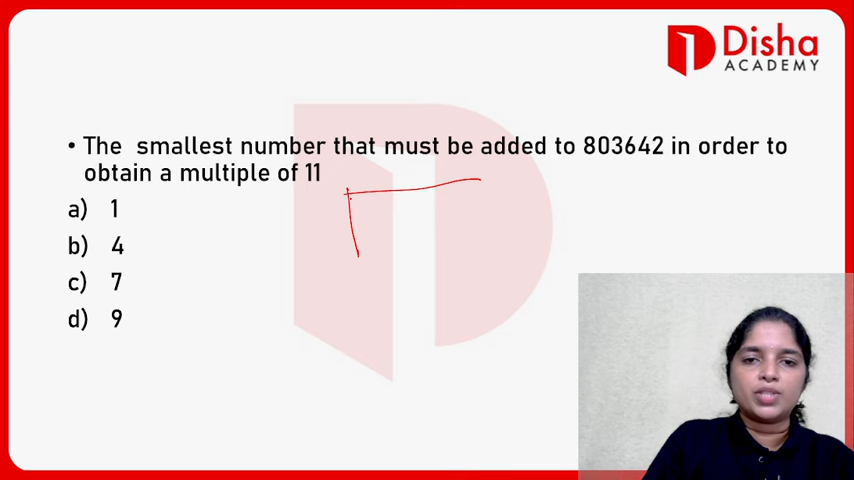 Disha
ACADEMY
• The smallest number that must be added to 803642 in order to
obtain a multiple of 11
a) 1
b) 4
c) 7
d) 9